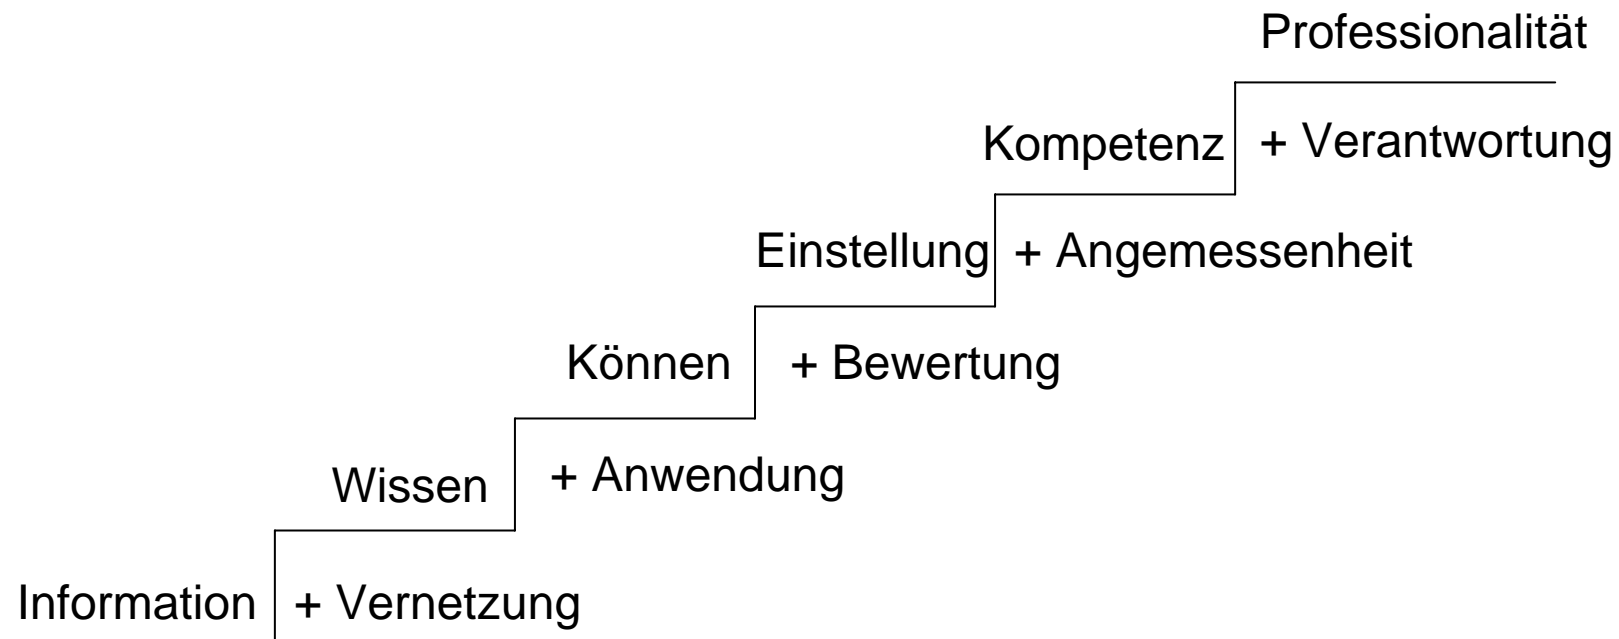 Professionalität
Kompetenz + Verantwortung
Einstellung + Angemessenheit
Können + Bewertung
Wissen + Anwendung
Information + Vernetzung